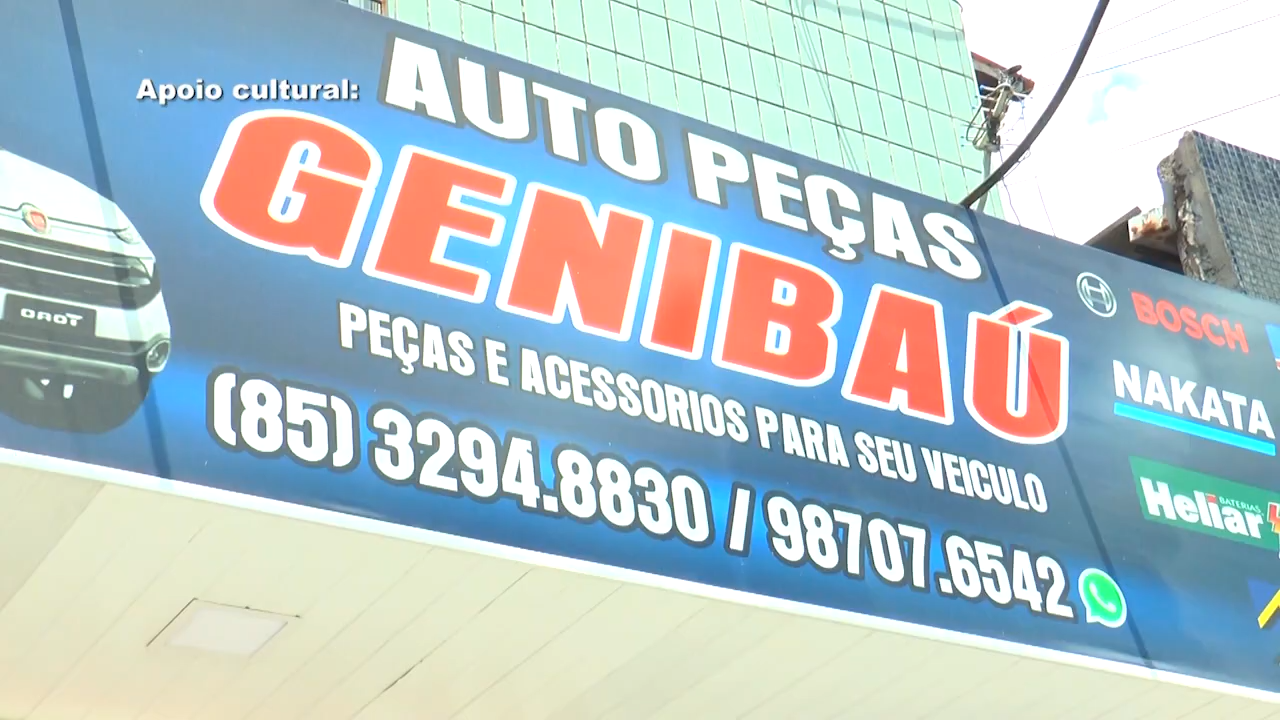 Apoio cultural:
AUTO PEÇAS
GENIBAÚ
PEÇAS E ACESSORIOS PARA SEU VEICULO
(85) 3294.8830 / 98707.6542
BOSCH
NAKATA
BATERIAS
Heliar